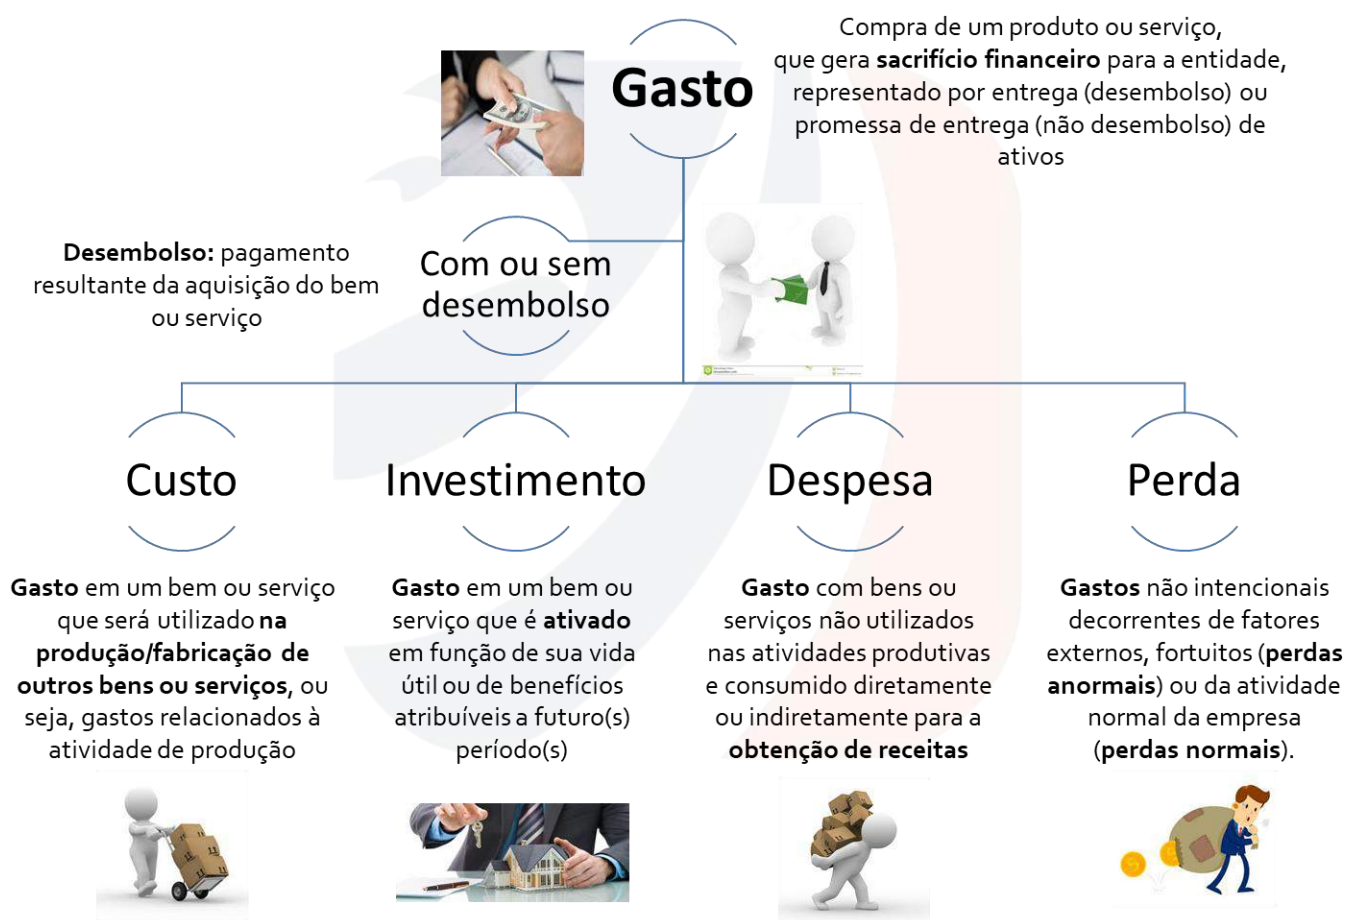 Gasto
Compra de um produto ou serviço,
que gera sacrifício financeiro para a entidade,
representado por entrega (desembolso) ou
promessa de entrega (não desembolso) de
ativos
Desembolso: pagamento
resultante da aquisição do bem
ou serviço
Com ou sem
desembolso
Custo
Gasto em um bem ou serviço
que será utilizado na
produção/fabricação de
outros bens ou serviços, ou
seja, gastos relacionados à
atividade de produção
Investimento
Gasto em um bem ou
serviço que é ativado
em função de sua vida
útil ou de benefícios
atribuíveis a futuro(s)
período(s)
Despesa
Gasto com bens ou
serviços não utilizados
nas atividades produtivas
e consumido diretamente
ou indiretamente para a
obtenção de receitas
Perda
Gastos não intencionais
decorrentes de fatores
externos, fortuitos (perdas
anormais) ou da atividade
normal da empresa
(perdas normais).